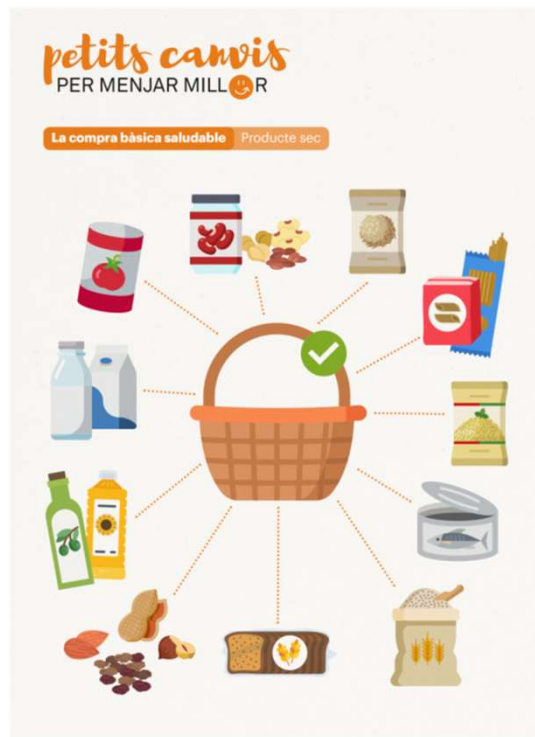 petits canvis
PER MENJAR MILLOR
La compra bàsica saludable Producte sec